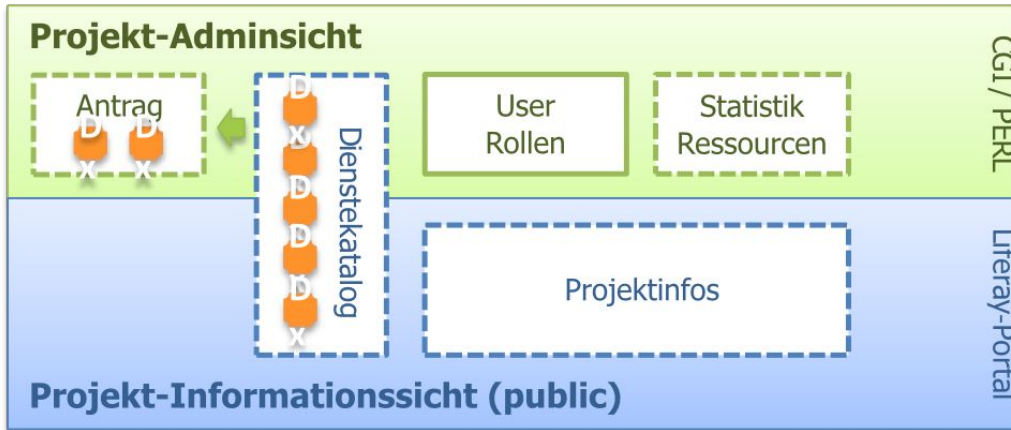 Projekt-Adminsicht
Antrag
D D
x x
D
x
D
D
D
x
Dienstekatalog
User
Rollen
Statistik
Ressourcen
CGI / PERL
Projektinfos
Liferay-Portal
Projekt-Informationssicht (public)